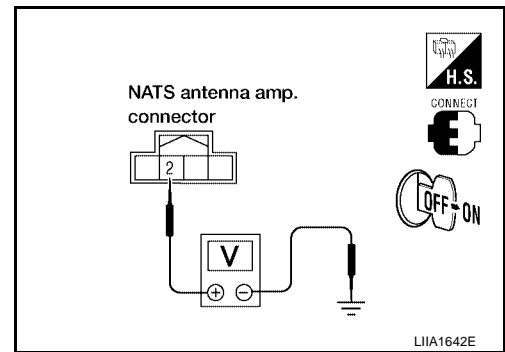 H.S.
NATS antenna amp.
connector
CONNECT
2
OFF-ON
V
+ −
LIIA1642E